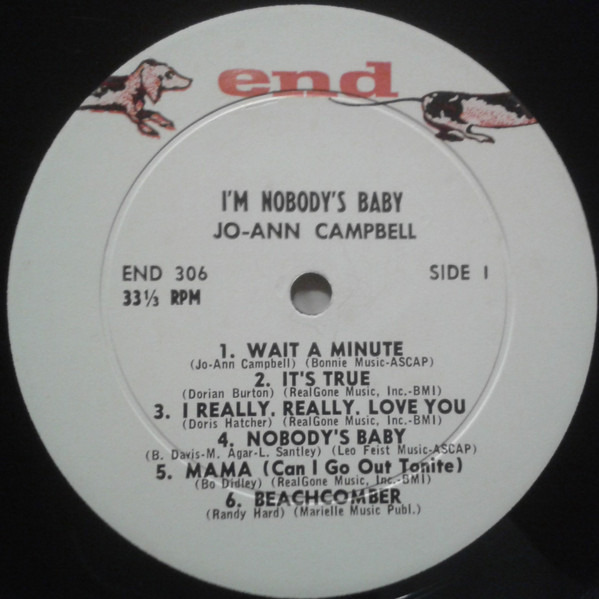 end
I'M NOBODY'S BABY
JO-ANN CAMPBELL
END 306
SIDE 1
33⅓ RPM
1. WAIT A MINUTE
(Jo-Ann Campbell) (Bonnie Music-ASCAP)
2. IT'S TRUE
(Dorian Burton) (RealGone Music, Inc.-BMI)
3. I REALLY, REALLY, LOVE YOU
(Doris Hatcher) (RealGone Music, Inc.-BMI)
4. NOBODY'S BABY
(B. Davis-M. Agar-L. Santley) (Leo Feist Music-ASCAP)
5. MAMA (Can I Go Out Tonite)
(Bo Didley) (RealGone Music, Inc.-BMI)
6. BEACHCOMBER
(Randy Hard) (Marielle Music Publ.)